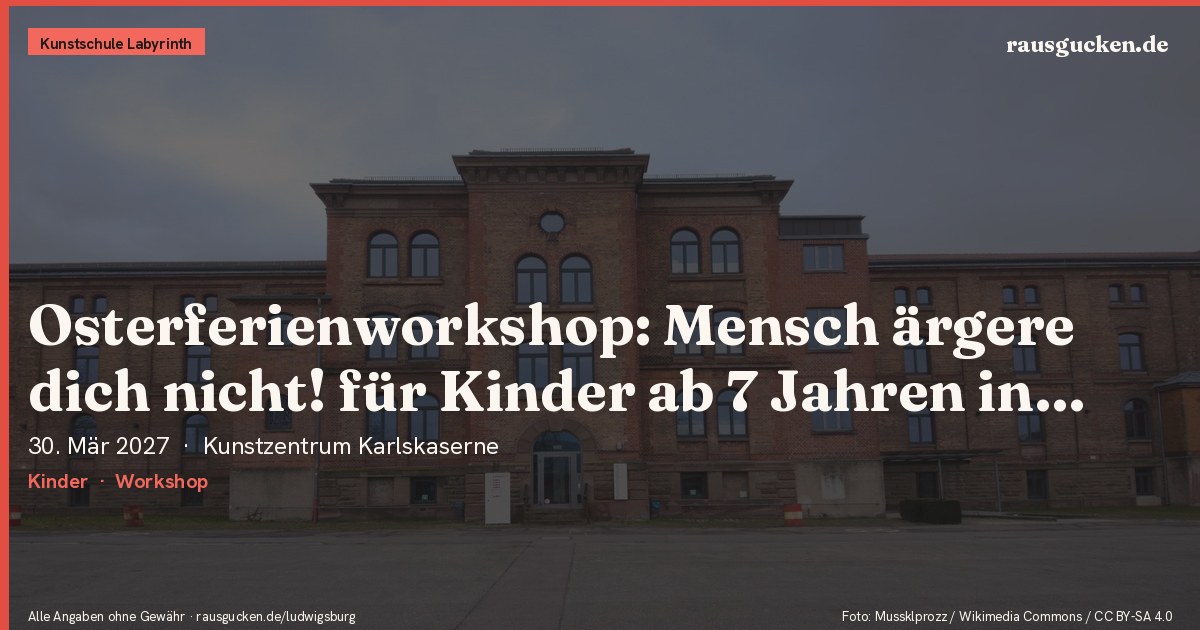 Kunstschule Labyrinth
rausgucken.de
Osterferienworkshop: Mensch ärgere
dich nicht! für Kinder ab 7 Jahren in...
30. Mär 2027 · Kunstzentrum Karlskaserne
Kinder · Workshop
Alle Angaben ohne Gewähr · rausgucken.de/ludwigsburg
Foto: Mussklprozz / Wikimedia Commons / CC BY-SA 4.0